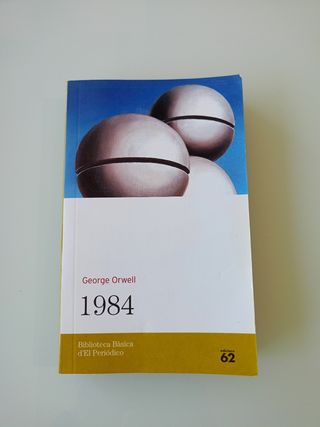 George Orwell
1984
Biblioteca Bàsica
d'El Periódico
edicions
62